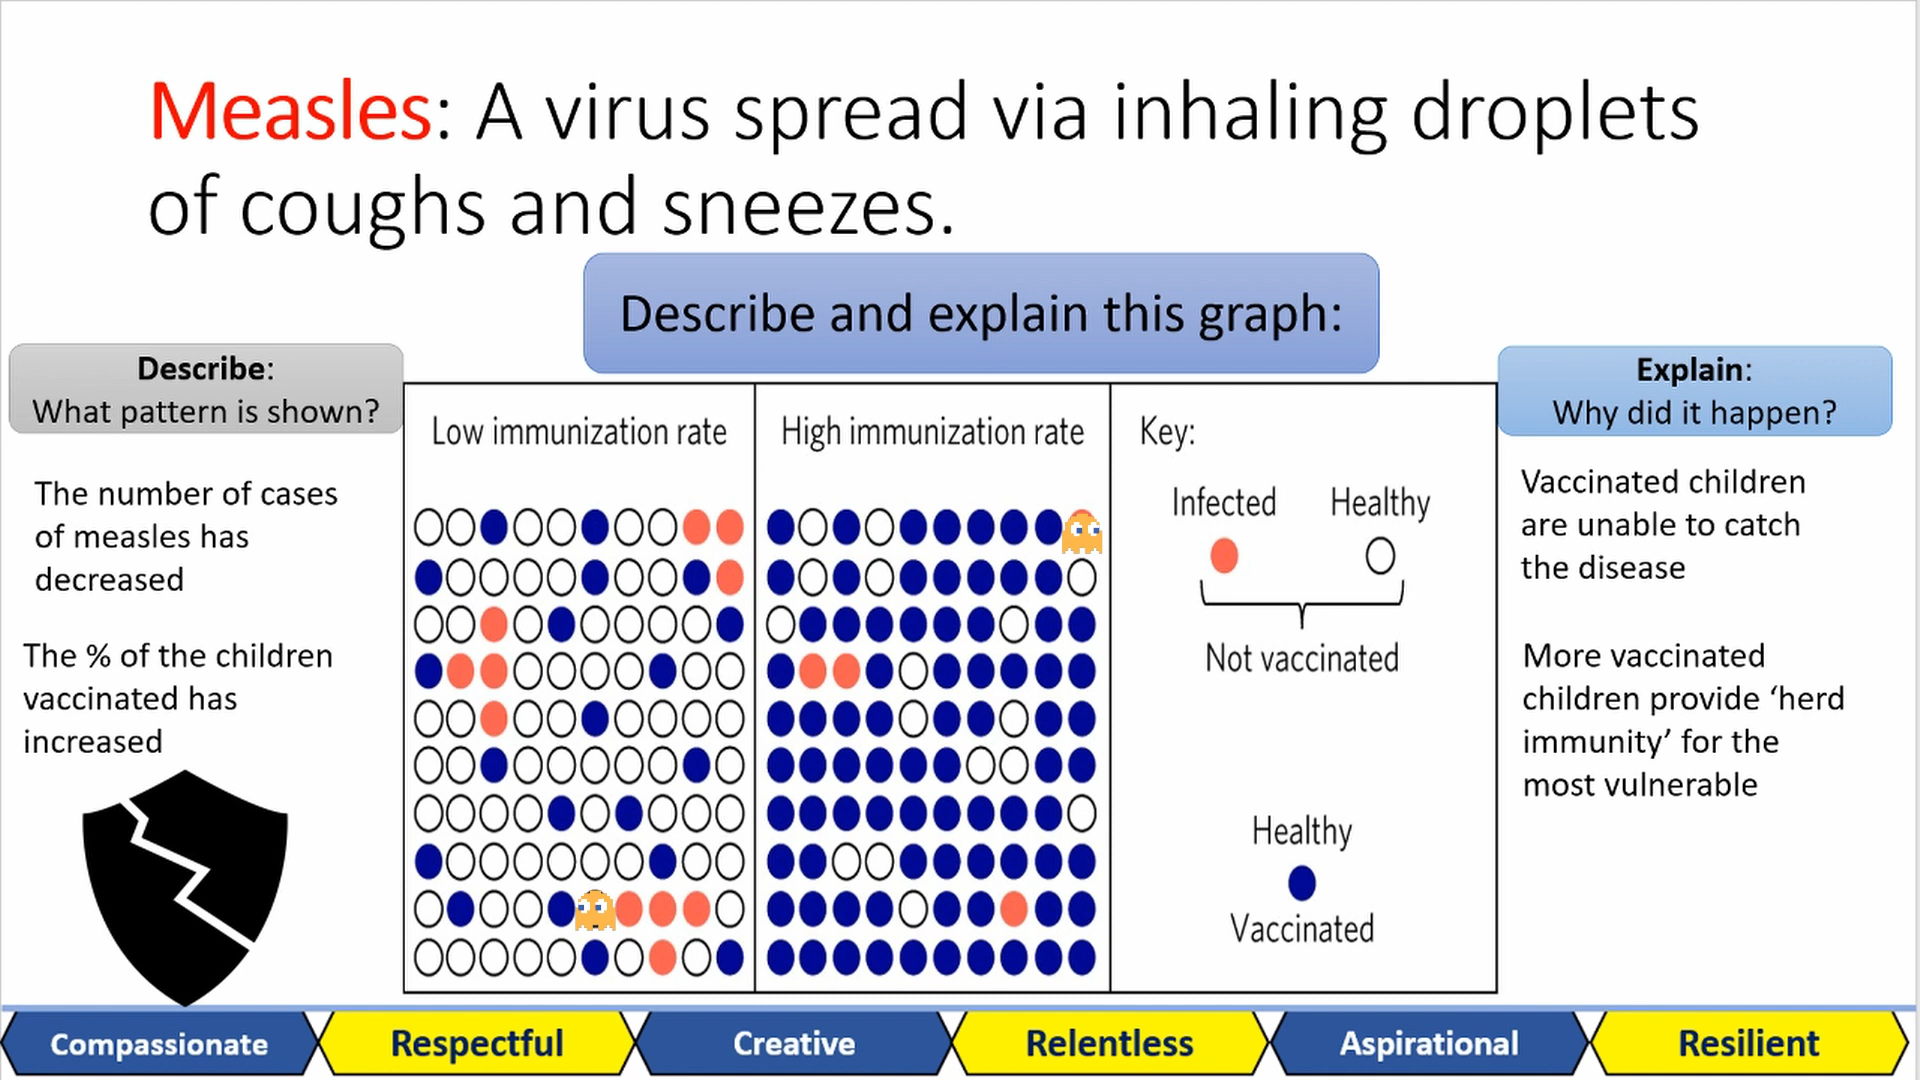 Measles: A virus spread via inhaling droplets
of coughs and sneezes.
Describe and explain this graph:
Describe:
What pattern is shown?
The number of cases
of measles has
decreased
The % of the children
vaccinated has
increased
Low immunization rate
High immunization rate
Key:
Infected
Healthy
Not vaccinated
Healthy
Vaccinated
Explain:
Why did it happen?
Vaccinated children
are unable to catch
the disease
More vaccinated
children provide ‘herd
immunity’ for the
most vulnerable
Compassionate
Respectful
Creative
Relentless
Aspirational
Resilient